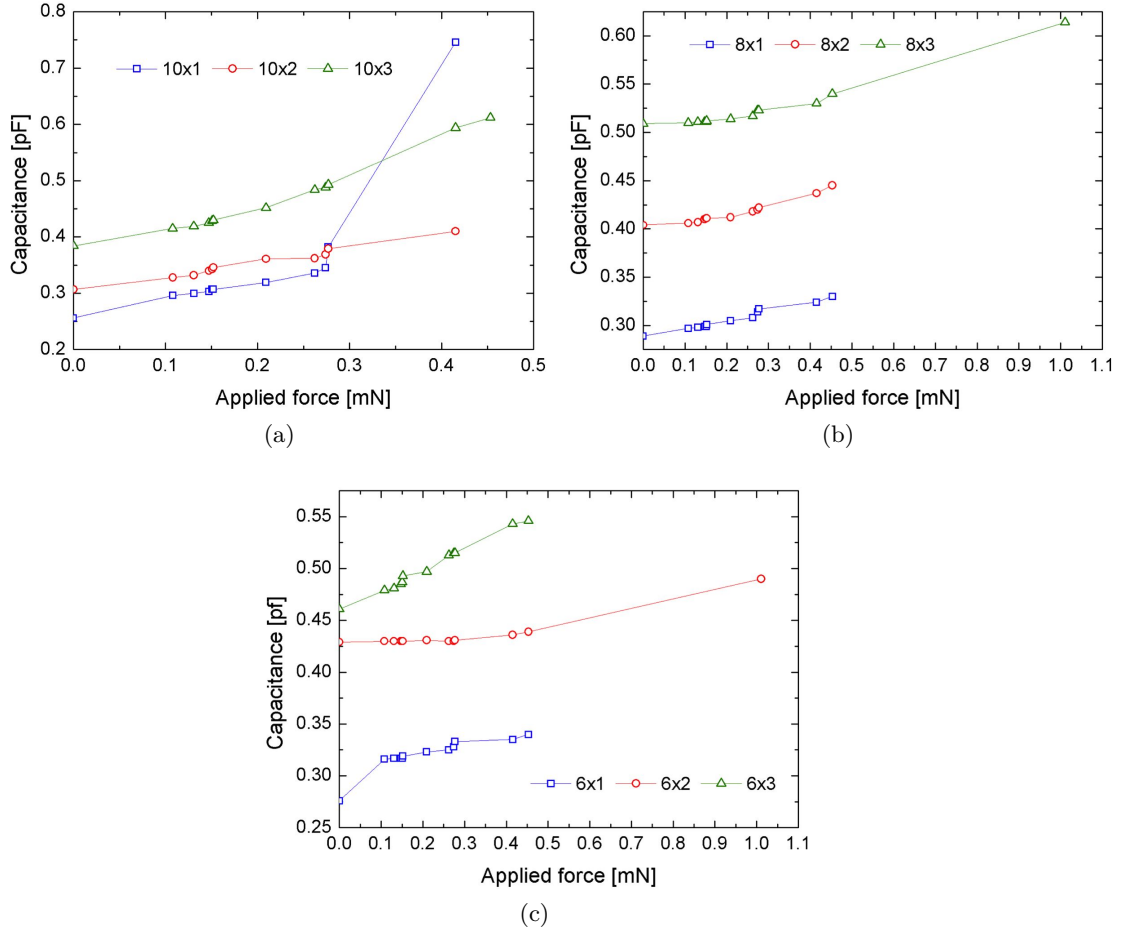 0.8
0.7
0.6
0.5
0.4
0.3
0.2
Capacitance [pF]
10x1 10x2 10x3
0.0 0.1 0.2 0.3 0.4 0.5
Applied force [mN]
(a)
0.60
0.55
0.50
0.45
0.40
0.35
0.30
Capacitance [pF]
8x1 8x2 8x3
0.0 0.1 0.2 0.3 0.4 0.5 0.6 0.7 0.8 0.9 1.0 1.1
Applied force [mN]
(b)
0.55
0.50
0.45
0.40
0.35
0.30
0.25
Capacitance [pf]
6x1 6x2 6x3
0.0 0.1 0.2 0.3 0.4 0.5 0.6 0.7 0.8 0.9 1.0 1.1
Applied force [mN]
(c)